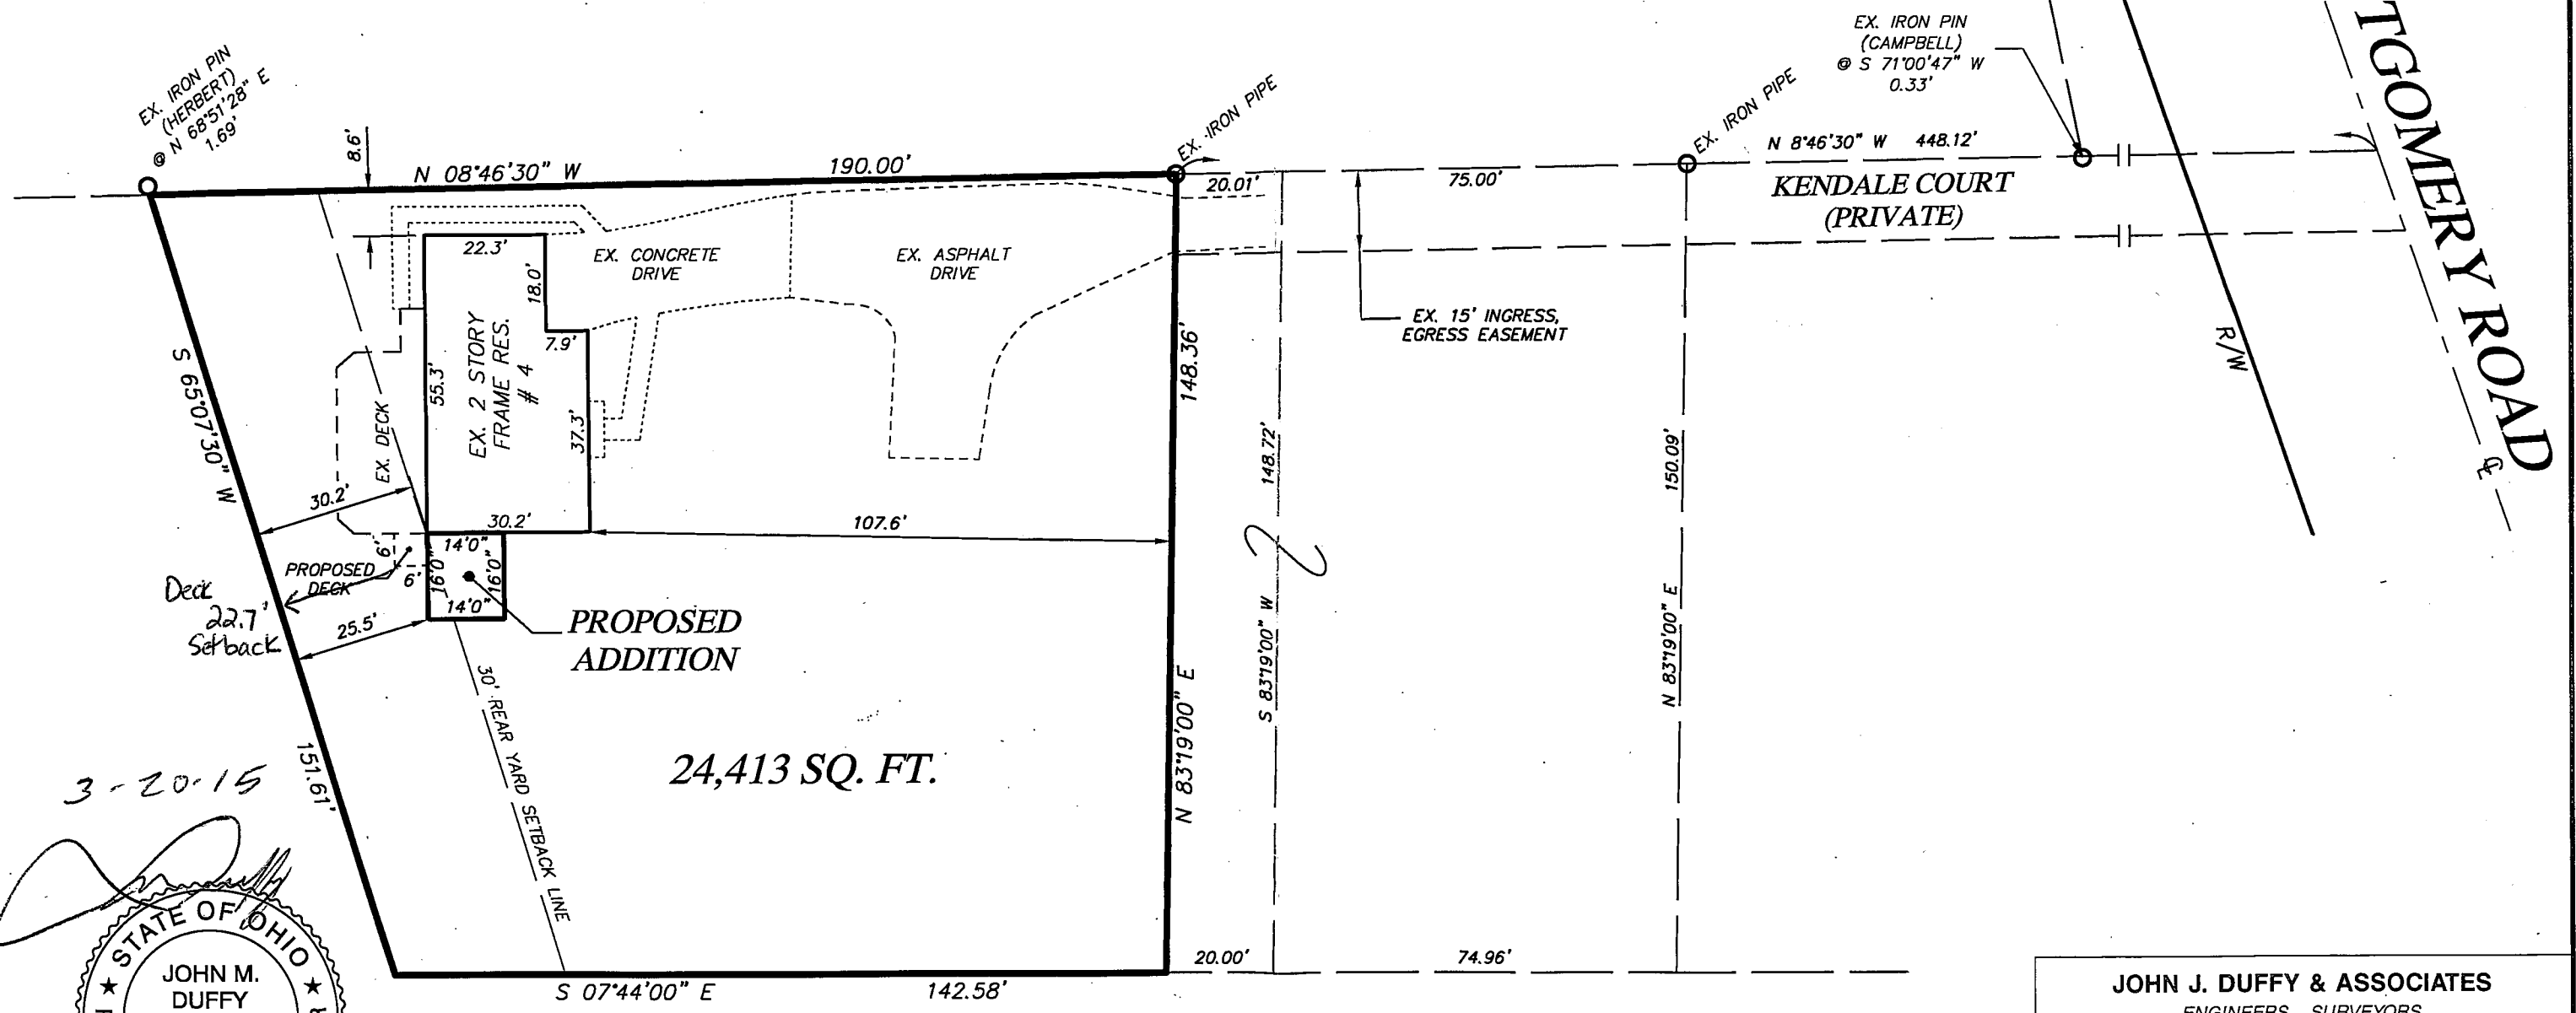 EX. IRON PIN
(HERBERT)
@ N 68°51'28" E
1.69'
8.6'
N 08°46'30" W
190.00'
EX. IRON PIPE
20.01'
75.00'
EX. IRON PIPE
EX. IRON PIN
(CAMPBELL)
@ S 71°00'47" W
0.33'
N 8°46'30" W 448.12'
KENDALE COURT
(PRIVATE)
TGOMERY ROAD
R/W
22.3'
18.0'
EX. CONCRETE
DRIVE
EX. ASPHALT
DRIVE
EX. 15' INGRESS,
EGRESS EASEMENT
7.9'
55.3'
EX. 2 STORY
FRAME RES.
# 4
37.3'
EX. DECK
148.36'
S 65°07'30" W
30.2'
30.2'
107.6'
148.72'
150.09'
6'
6'
14'0"
16'0"
16'0"
14'0"
PROPOSED
DECK
Deck
22.7'
Setback
25.5'
PROPOSED
ADDITION
S 83°19'00" W
N 83°19'00" E
N 83°19'00" E
30' REAR YARD SETBACK LINE
24,413 SQ. FT.
151.61'
3-20-15
STATE OF OHIO
JOHN M.
DUFFY
S 07°44'00" E
142.58'
20.00'
74.96'
JOHN J. DUFFY & ASSOCIATES
ENGINEERS SURVEYORS